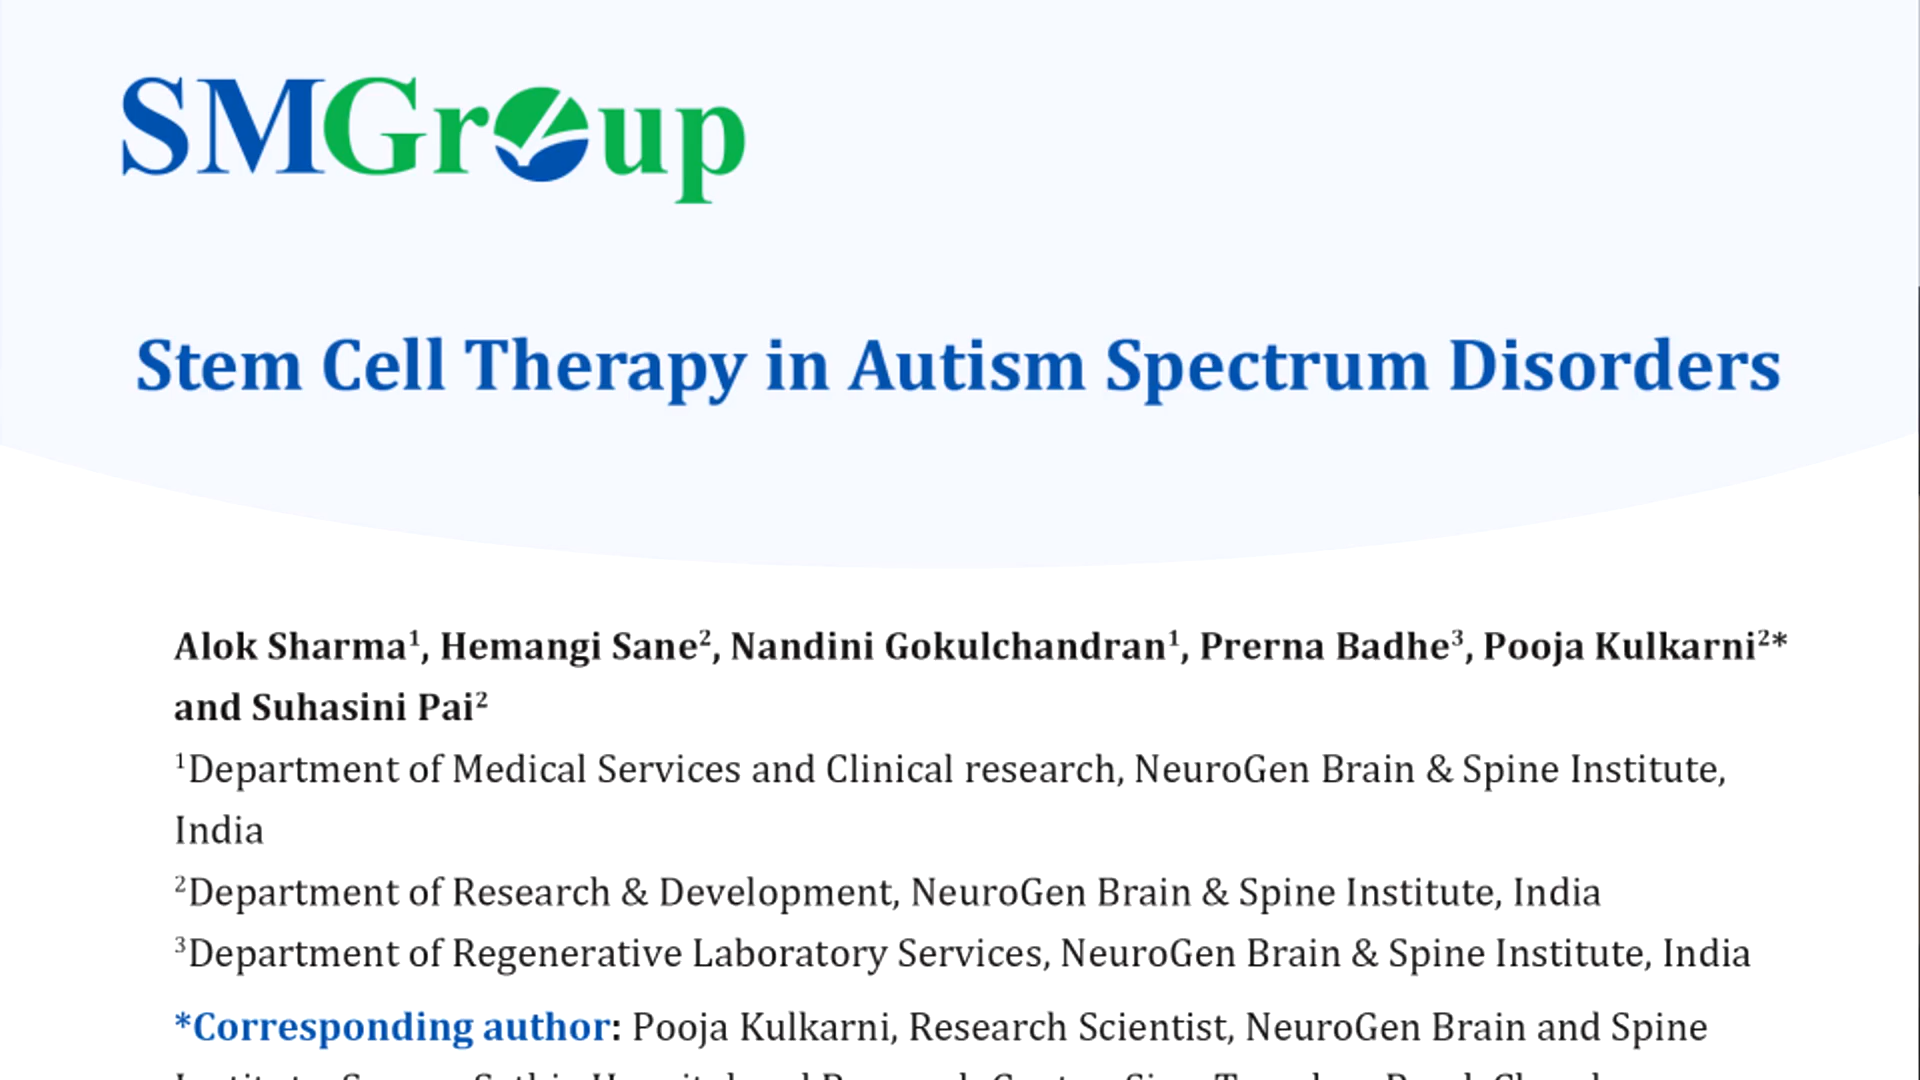 SMGroup
Stem Cell Therapy in Autism Spectrum Disorders
Alok Sharma¹, Hemangi Sane², Nandini Gokulchandran¹, Prerna Badhe³, Pooja Kulkarni²*
and Suhasini Pai²
¹Department of Medical Services and Clinical research, NeuroGen Brain & Spine Institute,
India
²Department of Research & Development, NeuroGen Brain & Spine Institute, India
³Department of Regenerative Laboratory Services, NeuroGen Brain & Spine Institute, India
*Corresponding author: Pooja Kulkarni, Research Scientist, NeuroGen Brain and Spine